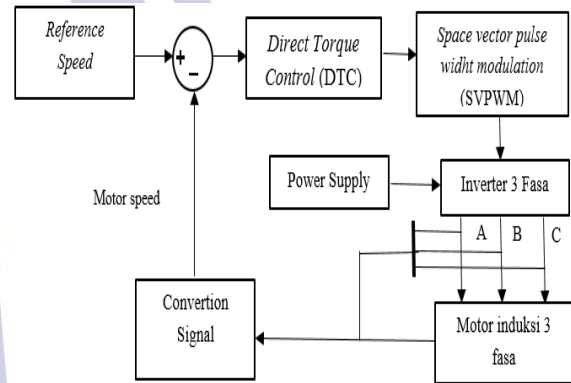 Reference
Speed
+
−
Direct Torque
Control (DTC)
Space vector pulse
widht modulation
(SVPWM)
Power Supply
Inverter 3 Fasa
Motor speed
A B C
Convertion
Signal
Motor induksi 3
fasa